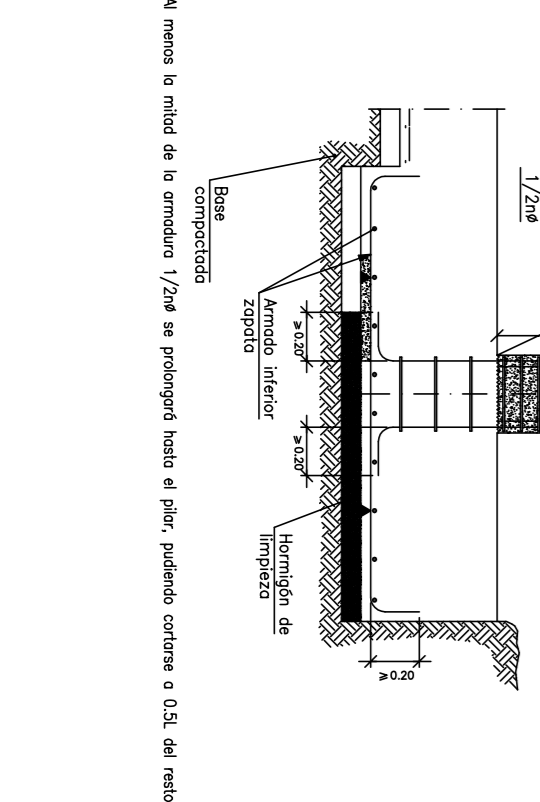 1/2nø
≥0.20
≥0.20
≥0.20
Armado inferior
zapata
Hormigón de
limpieza
Base
compactada
Al menos la mitad de la armadura 1/2nø se prolongará hasta el pilar, pudiendo cortarse a 0.5L del resto